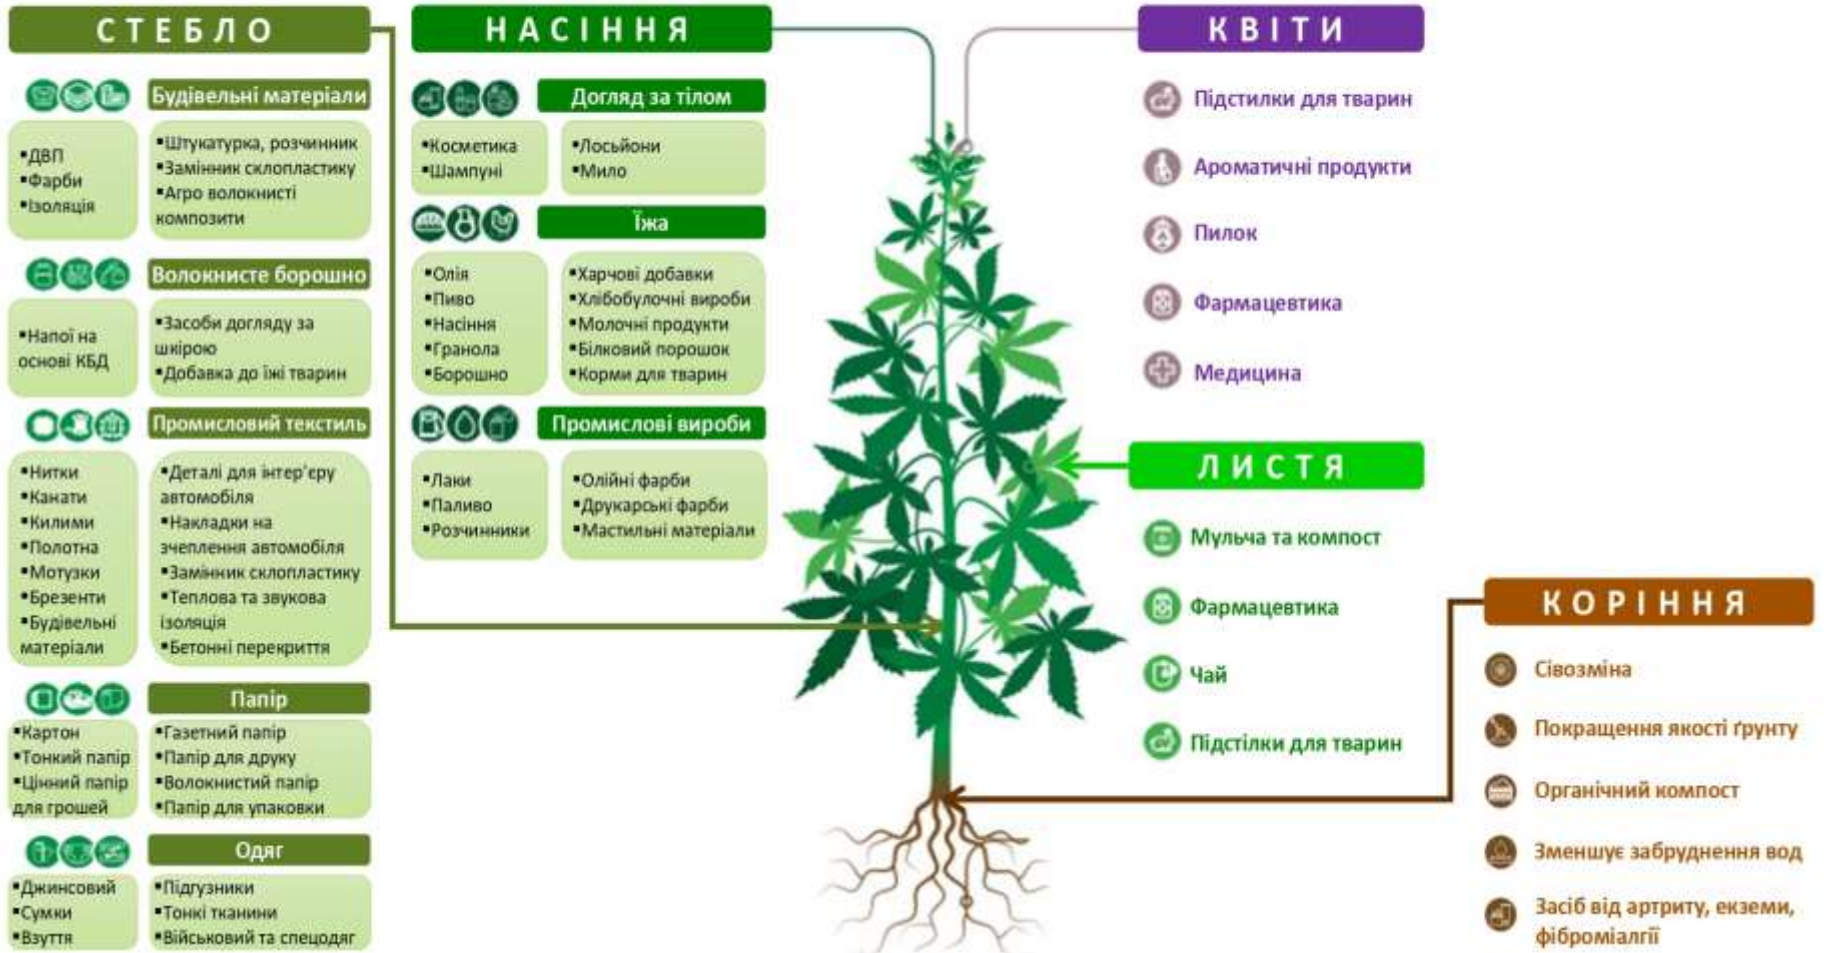 СТЕБЛО
Будівельні матеріали
▪ДВП
▪Фарби
▪Ізоляція
▪Штукатурка, розчинник
▪Замінник склопластику
▪Агро волокнисті
композити
Волокнисте борошно
▪Напої на
основі КБД
▪Засоби догляду за
шкірою
▪Добавка до їжі тварин
Промисловий текстиль
▪Нитки
▪Канати
▪Килими
▪Полотна
▪Мотузки
▪Брезенти
▪Будівельні
матеріали
▪Деталі для інтер'єру
автомобіля
▪Накладки на
зчеплення автомобіля
▪Замінник склопластику
▪Теплова та звукова
ізоляція
▪Бетонні перекриття
Папір
▪Картон
▪Тонкий папір
▪Цінний папір
для грошей
▪Газетний папір
▪Папір для друку
▪Волокнистий папір
▪Папір для упаковки
Одяг
▪Джинсовий
▪Сумки
▪Взуття
▪Підгузники
▪Тонкі тканини
▪Військовий та спецодяг
НАСІННЯ
Догляд за тілом
▪Косметика
▪Шампуні
▪Лосьйони
▪Мило
Їжа
▪Олія
▪Пиво
▪Насіння
▪Гранола
▪Борошно
▪Харчові добавки
▪Хлібобулочні вироби
▪Молочні продукти
▪Білковий порошок
▪Корми для тварин
Промислові вироби
▪Лаки
▪Паливо
▪Розчинники
▪Олійні фарби
▪Друкарські фарби
▪Мастильні матеріали
КВІТИ
Підстилки для тварин
Ароматичні продукти
Пилок
Фармацевтика
Медицина
ЛИСТЯ
Мульча та компост
Фармацевтика
Чай
Підстілки для тварин
КОРІННЯ
Сівозміна
Покращення якості ґрунту
Органічний компост
Зменшує забруднення вод
Засіб від артриту, екземи,
фіброміалгії